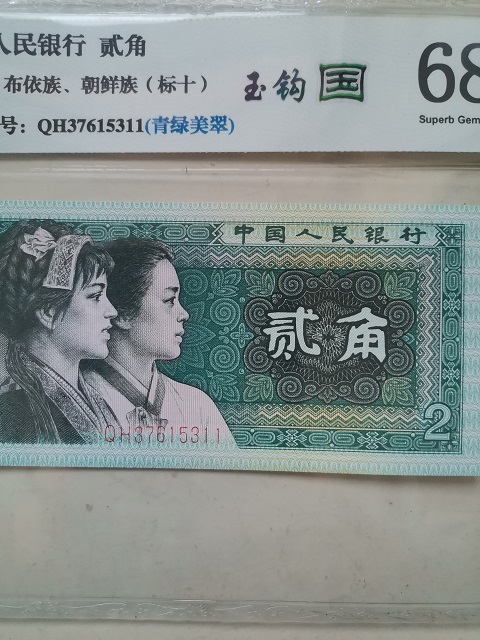 人民银行 贰角
布依族、朝鲜族（标十）
号：QH37615311(青绿美翠)
玉钩国
68
Superb Gem
中国人民银行
贰角
QH37615311
2